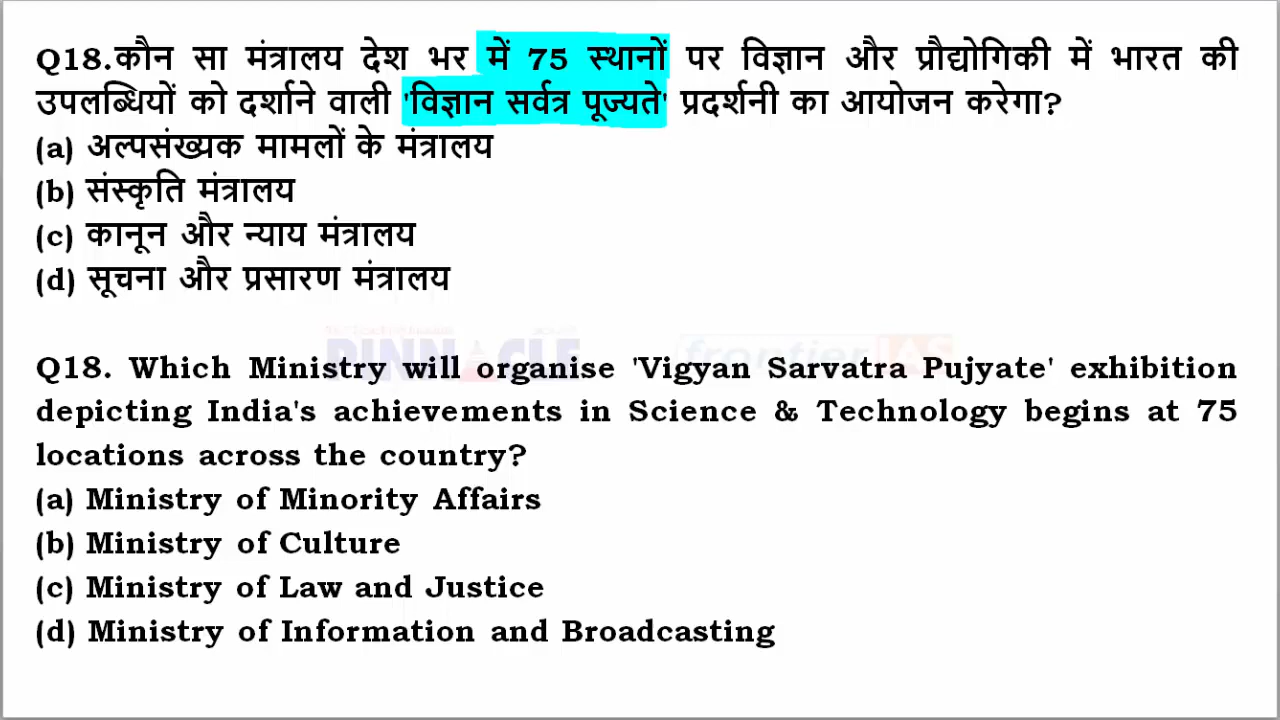 Q18.कौन सा मंत्रालय देश भर में 75 स्थानों पर विज्ञान और प्रौद्योगिकी में भारत की
उपलब्धियों को दर्शाने वाली 'विज्ञान सर्वत्र पूज्यते' प्रदर्शनी का आयोजन करेगा?
(a) अल्पसंख्यक मामलों के मंत्रालय
(b) संस्कृति मंत्रालय
(c) कानून और न्याय मंत्रालय
(d) सूचना और प्रसारण मंत्रालय
PINNACLE frontier IAS
Q18. Which Ministry will organise 'Vigyan Sarvatra Pujyate' exhibition
depicting India's achievements in Science & Technology begins at 75
locations across the country?
(a) Ministry of Minority Affairs
(b) Ministry of Culture
(c) Ministry of Law and Justice
(d) Ministry of Information and Broadcasting